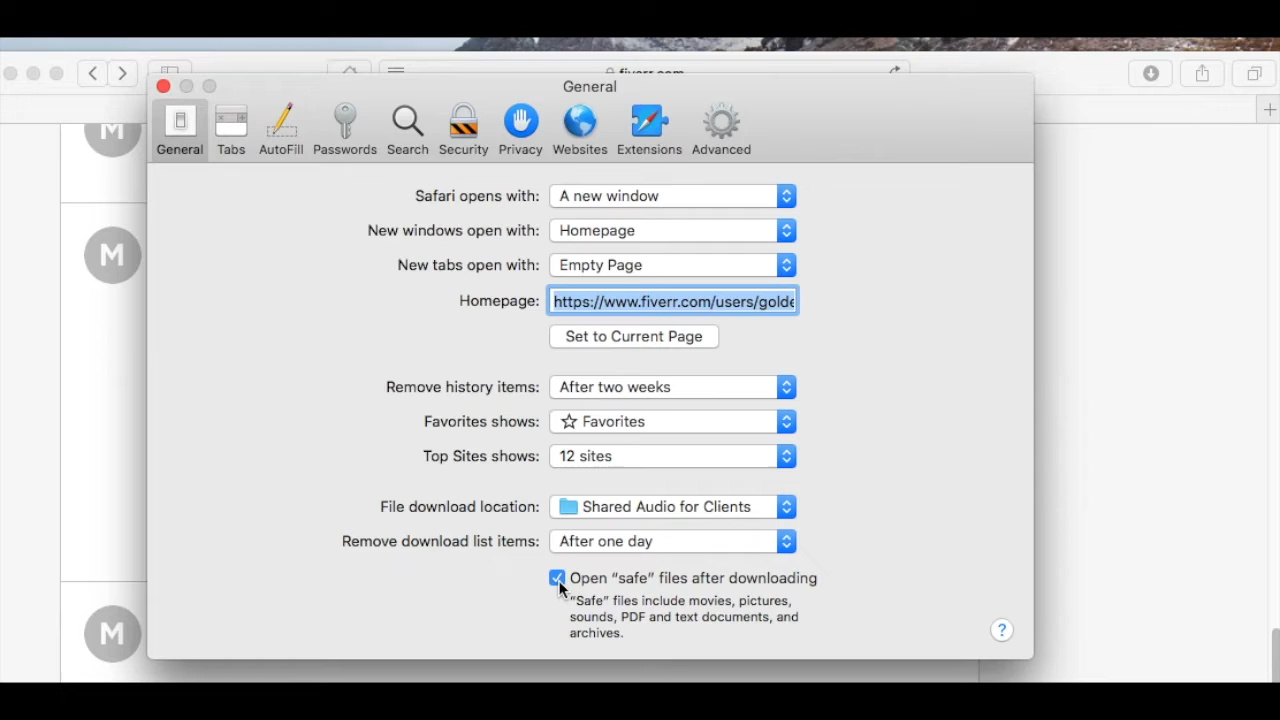 fiverr.com
General
General Tabs AutoFill Passwords Search Security Privacy Websites Extensions Advanced
M
Safari opens with: A new window
New windows open with: Homepage
M
New tabs open with: Empty Page
Homepage: https://www.fiverr.com/users/golde
Set to Current Page
Remove history items: After two weeks
Favorites shows: Favorites
Top Sites shows: 12 sites
File download location: Shared Audio for Clients
Remove download list items: After one day
Open “safe” files after downloading
“Safe” files include movies, pictures,
sounds, PDF and text documents, and
archives.
?
M